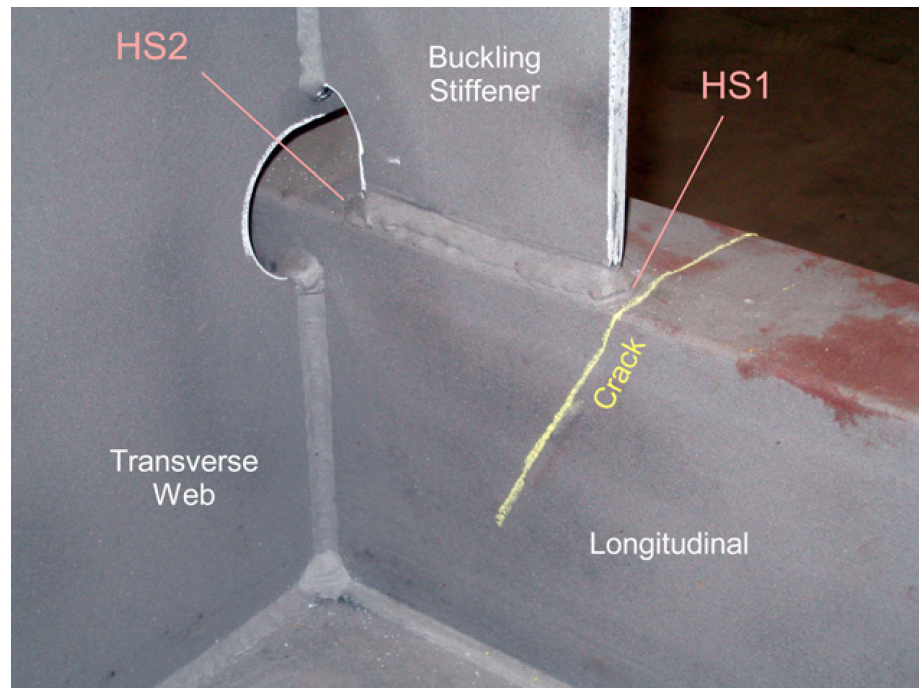 HS2
Buckling
Stiffener
HS1
Crack
Transverse
Web
Longitudinal